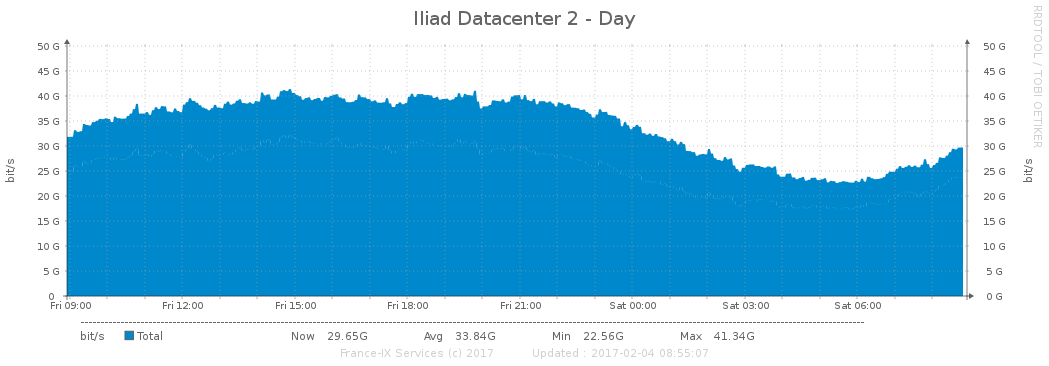 Iliad Datacenter 2 - Day
RRDTOOL / TOBI OETIKER
bit/s
50 G 50 G
45 G 45 G
40 G 40 G
35 G 35 G
30 G 30 G
25 G 25 G
20 G 20 G
15 G 15 G
10 G 10 G
5 G 5 G
0 0 G
bit/s
Fri 09:00 Fri 12:00 Fri 15:00 Fri 18:00 Fri 21:00 Sat 00:00 Sat 03:00 Sat 06:00
bit/s Total Now 29.65G Avg 33.84G Min 22.56G Max 41.34G
France-IX Services (c) 2017 Updated : 2017-02-04 08:55:07